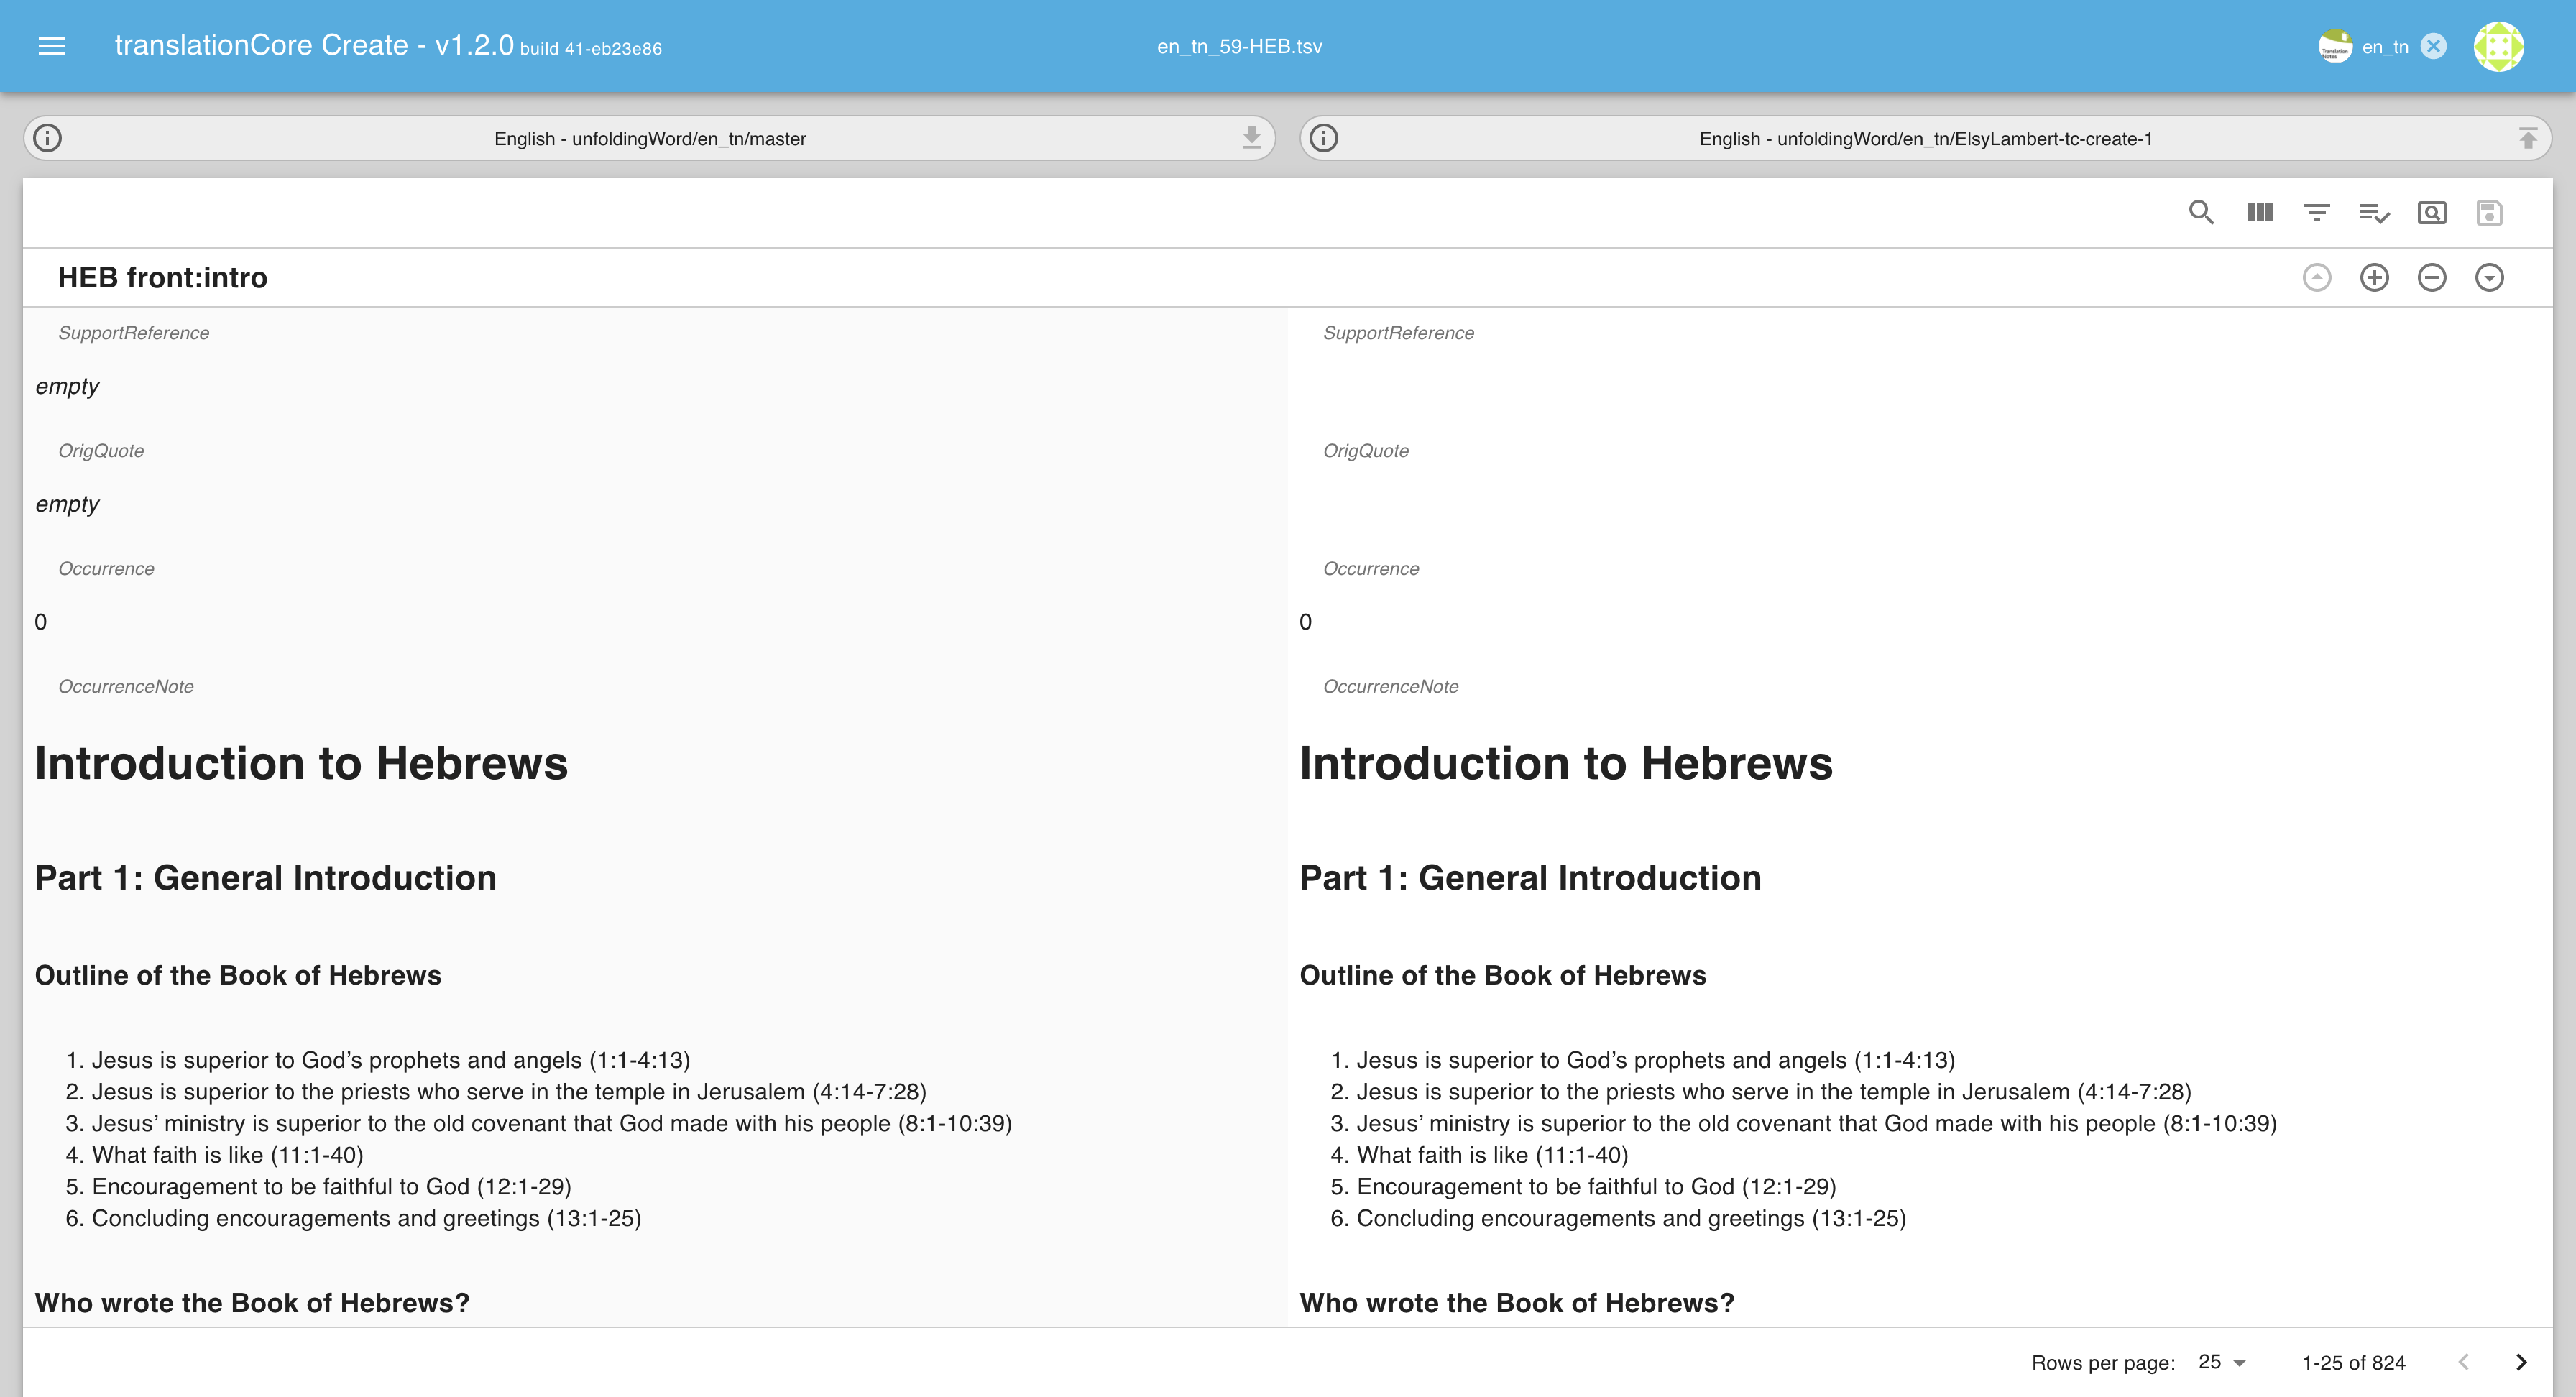 translationCore Create - v1.2.0 build 41-eb23e86
en_tn_59-HEB.tsv
Translation Notes
en_tn
English - unfoldingWord/en_tn/master
English - unfoldingWord/en_tn/ElsyLambert-tc-create-1
HEB front:intro
SupportReference
empty
OrigQuote
empty
Occurrence
0
OccurrenceNote
Introduction to Hebrews
Part 1: General Introduction
Outline of the Book of Hebrews
1. Jesus is superior to God’s prophets and angels (1:1-4:13)
2. Jesus is superior to the priests who serve in the temple in Jerusalem (4:14-7:28)
3. Jesus’ ministry is superior to the old covenant that God made with his people (8:1-10:39)
4. What faith is like (11:1-40)
5. Encouragement to be faithful to God (12:1-29)
6. Concluding encouragements and greetings (13:1-25)
Who wrote the Book of Hebrews?
SupportReference
OrigQuote
Occurrence
0
OccurrenceNote
Introduction to Hebrews
Part 1: General Introduction
Outline of the Book of Hebrews
1. Jesus is superior to God’s prophets and angels (1:1-4:13)
2. Jesus is superior to the priests who serve in the temple in Jerusalem (4:14-7:28)
3. Jesus’ ministry is superior to the old covenant that God made with his people (8:1-10:39)
4. What faith is like (11:1-40)
5. Encouragement to be faithful to God (12:1-29)
6. Concluding encouragements and greetings (13:1-25)
Who wrote the Book of Hebrews?
Rows per page: 25 1-25 of 824